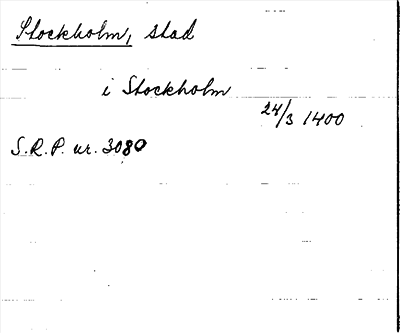 Stockholm, stad
i Stockholm
24/3 1400
S.R.P. nr. 3080